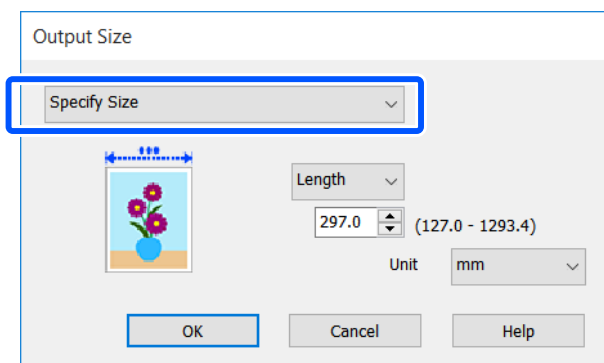 Output Size
Specify Size
Length
297.0 (127.0 - 1293.4)
Unit mm
OK Cancel Help